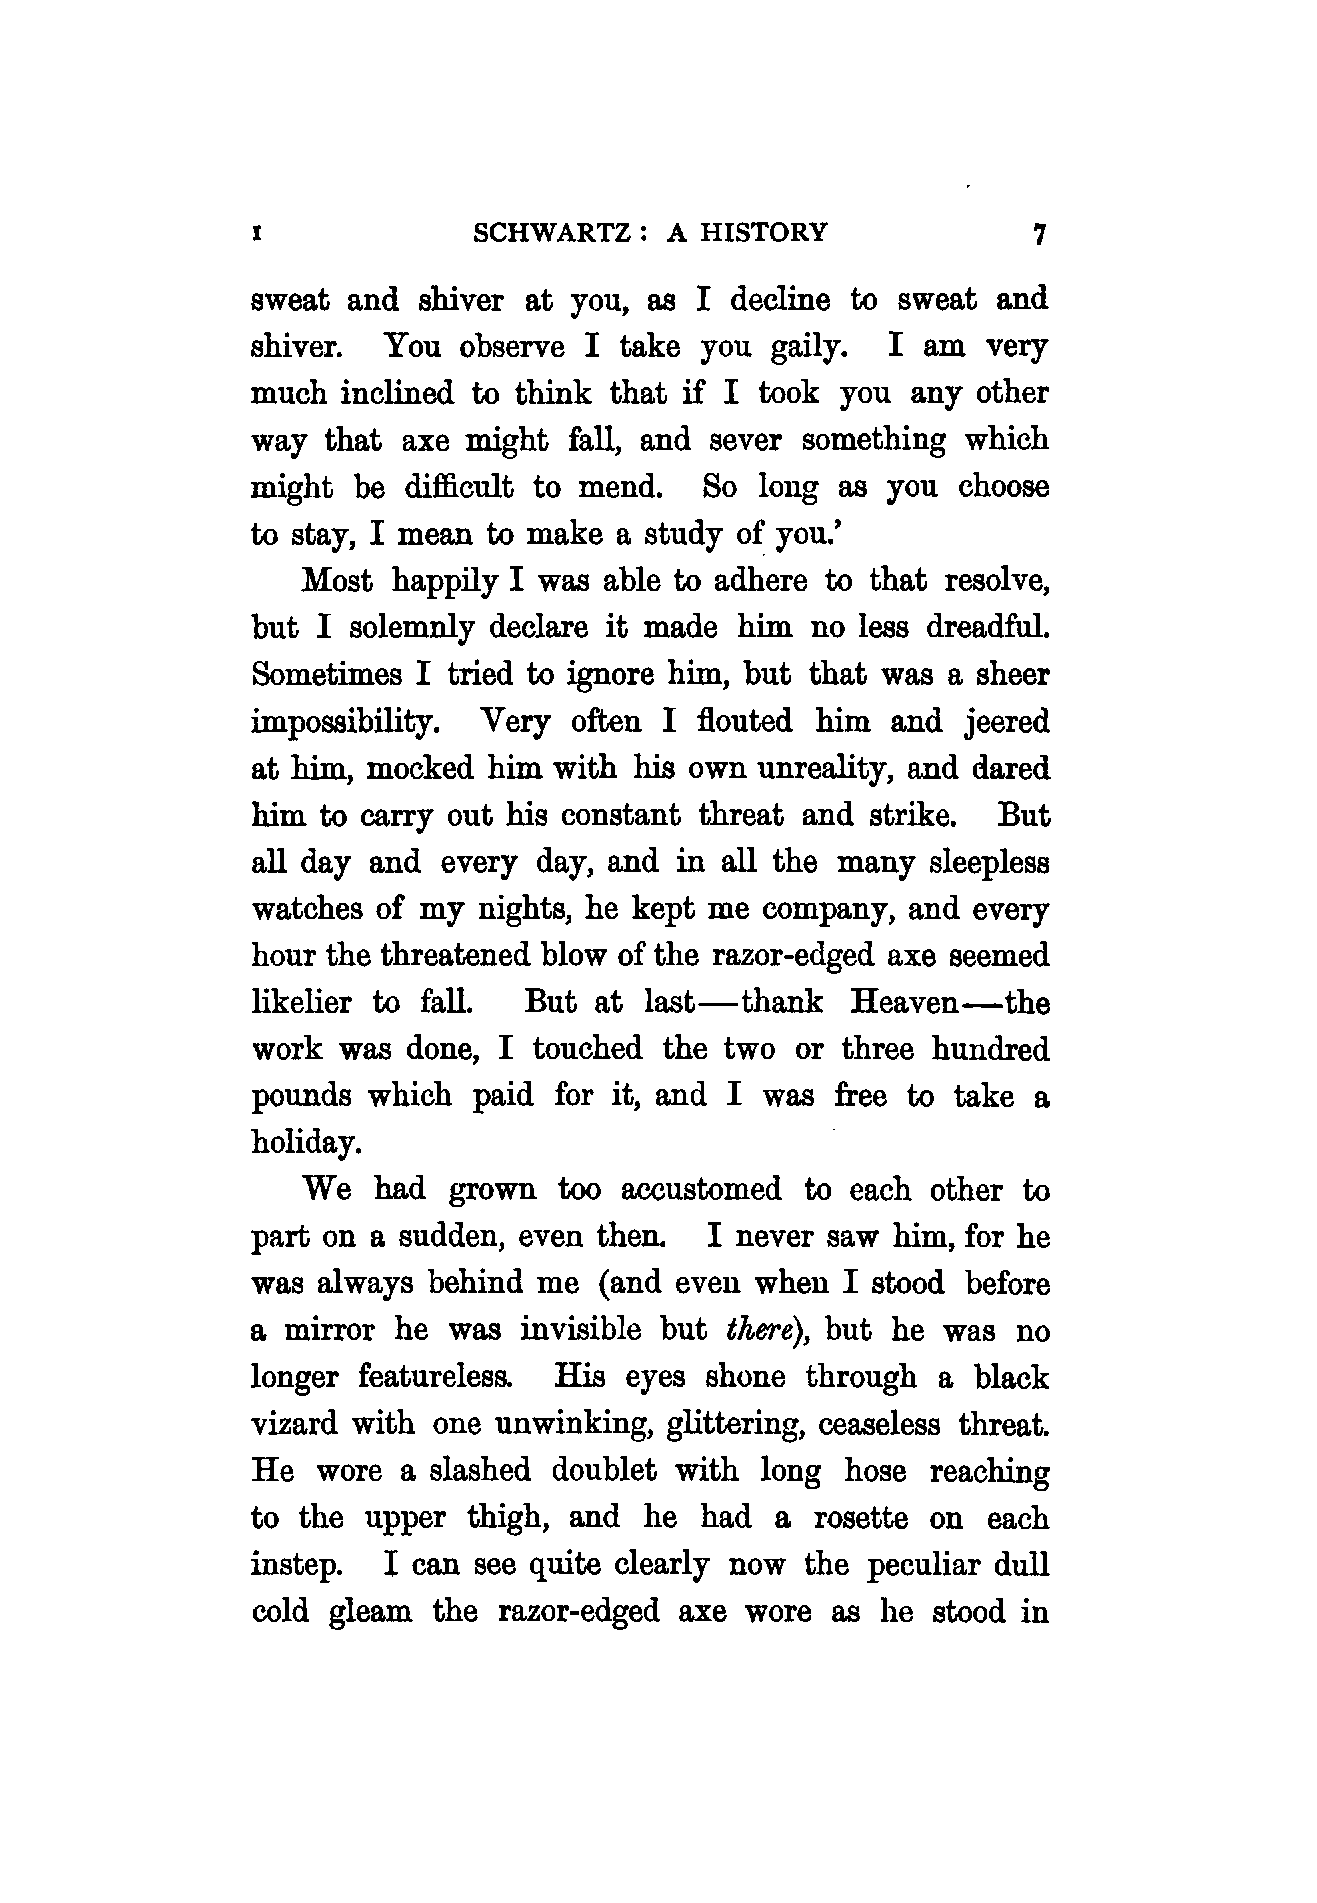 I SCHWARTZ: A HISTORY 7
sweat and shiver at you, as I decline to sweat and
shiver. You observe I take you gaily. I am very
much inclined to think that if I took you any other
way that axe might fall, and sever something which
might be difficult to mend. So long as you choose
to stay, I mean to make a study of you.’
Most happily I was able to adhere to that resolve,
but I solemnly declare it made him no less dreadful.
Sometimes I tried to ignore him, but that was a sheer
impossibility. Very often I flouted him and jeered
at him, mocked him with his own unreality, and dared
him to carry out his constant threat and strike. But
all day and every day, and in all the many sleepless
watches of my nights, he kept me company, and every
hour the threatened blow of the razor-edged axe seemed
likelier to fall. But at last—thank Heaven—the
work was done, I touched the two or three hundred
pounds which paid for it, and I was free to take a
holiday.
We had grown too accustomed to each other to
part on a sudden, even then. I never saw him, for he
was always behind me (and even when I stood before
a mirror he was invisible but there), but he was no
longer featureless. His eyes shone through a black
vizard with one unwinking, glittering, ceaseless threat.
He wore a slashed doublet with long hose reaching
to the upper thigh, and he had a rosette on each
instep. I can see quite clearly now the peculiar dull
cold gleam the razor-edged axe wore as he stood in